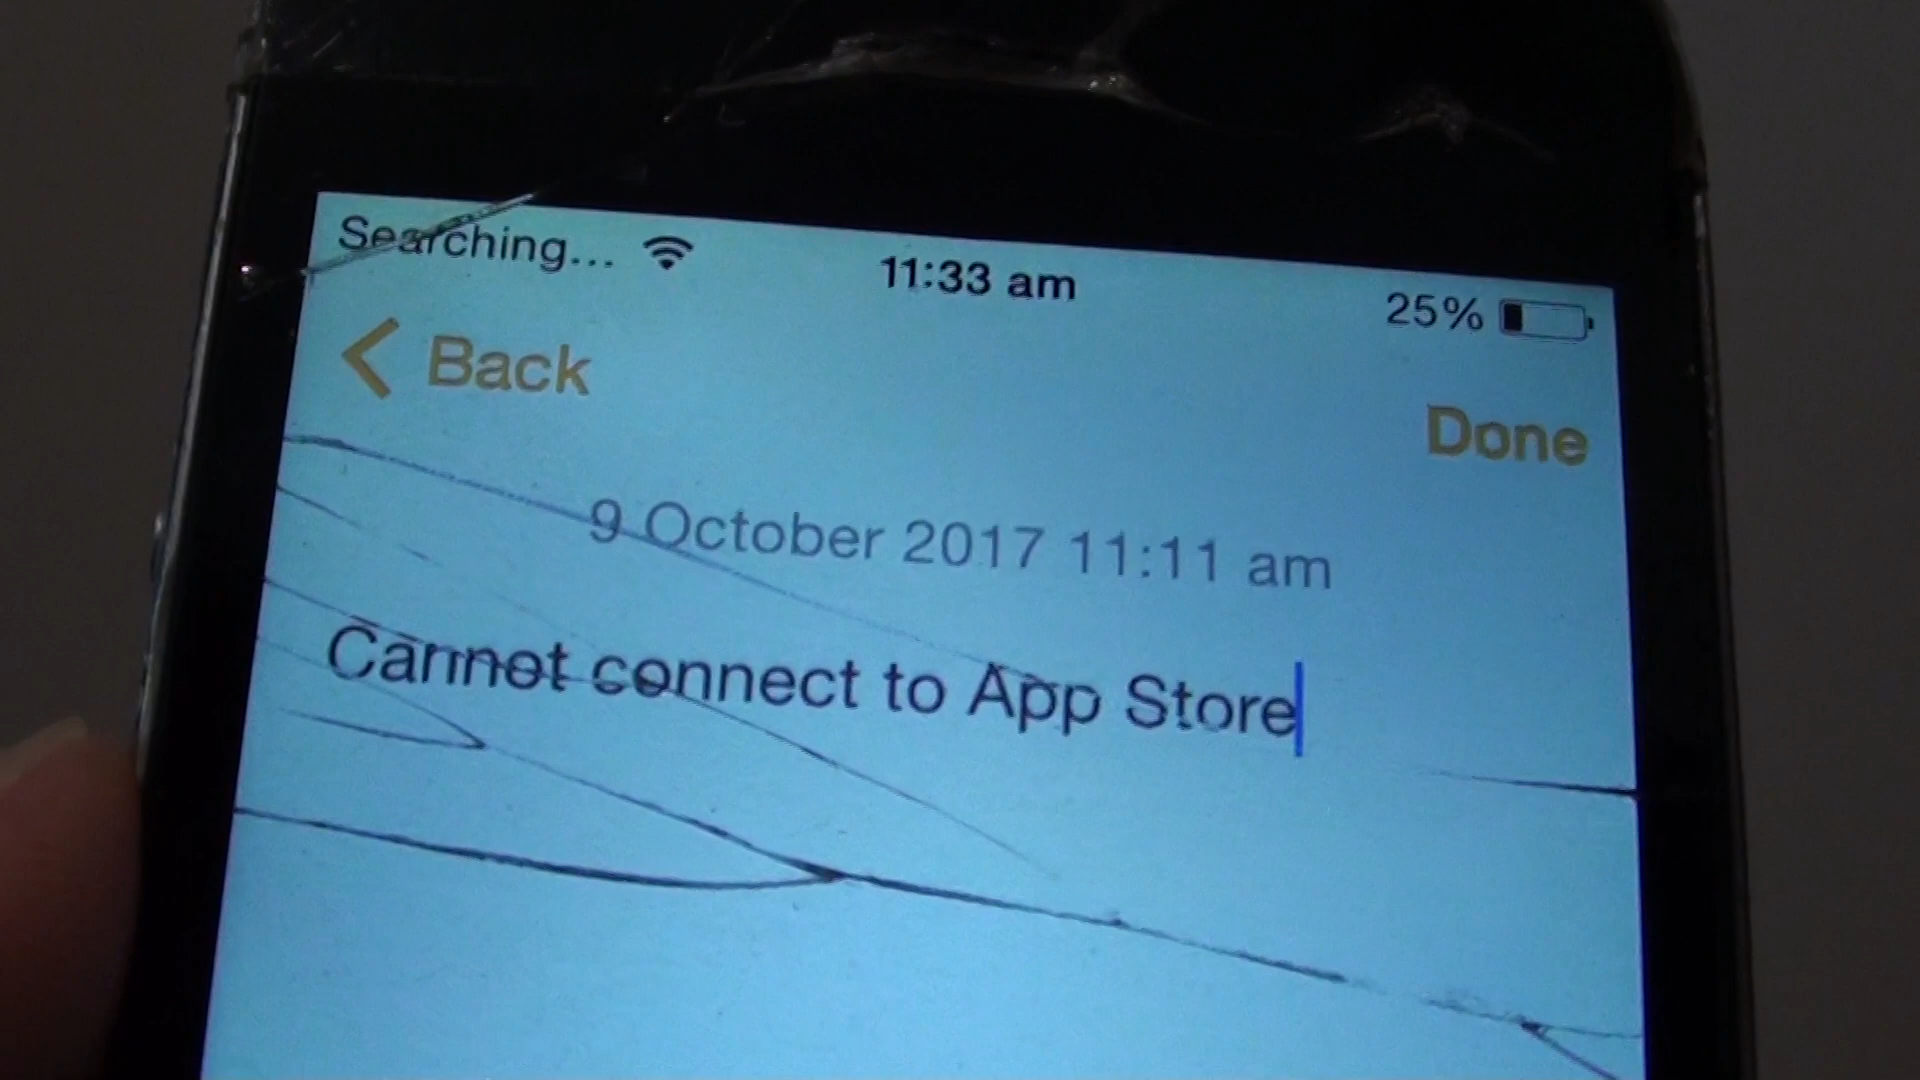 Searching... 11:33 am 25%
Back
Done
9 October 2017 11:11 am
Cannot connect to App Store